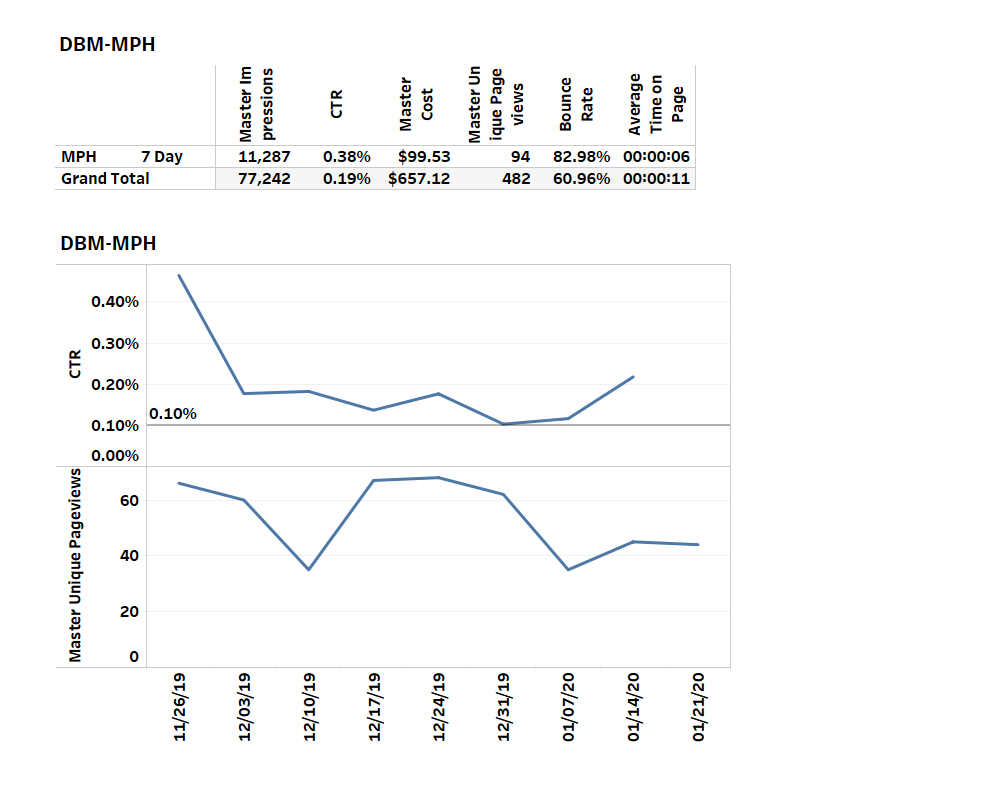 DBM-MPH
Master Im
pressions
CTR
Master
Cost
Master Un
ique Page
views
Bounce
Rate
Average
Time on
Page
MPH 7 Day 11,287 0.38% $99.53 94 82.98% 00:00:06
Grand Total 77,242 0.19% $657.12 482 60.96% 00:00:11
DBM-MPH
CTR
0.40%
0.30%
0.20%
0.10%
0.10%
0.00%
Master Unique Pageviews
60
40
20
0
11/26/19
12/03/19
12/10/19
12/17/19
12/24/19
12/31/19
01/07/20
01/14/20
01/21/20